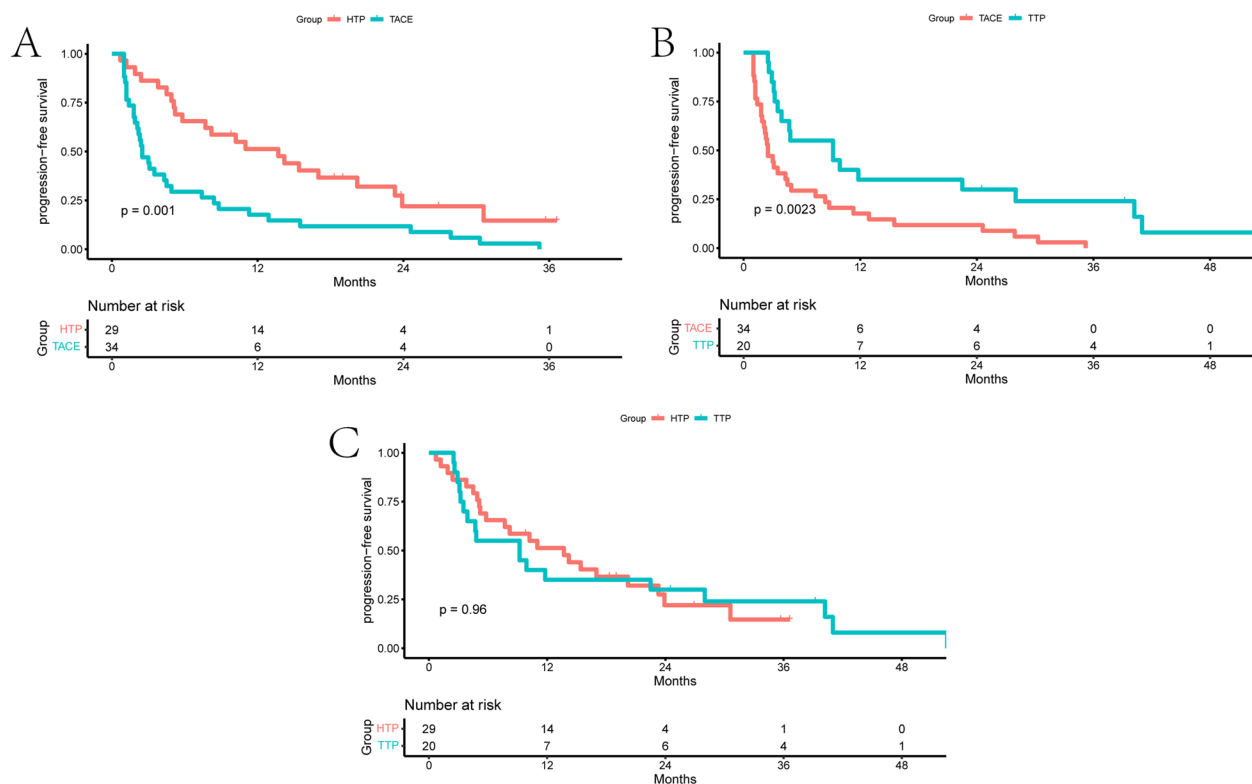 Group HTP TACE
A
1.00
0.75
0.50
0.25
0.00
progression−free survival
p = 0.001
0 12 24 36
Months
Number at risk
Group
HTP 29 14 4 1
TACE 34 6 4 0
0 12 24 36
Months
Group TACE TTP
B
1.00
0.75
0.50
0.25
0.00
progression−free survival
p = 0.0023
0 12 24 36 48
Months
Number at risk
Group
TACE 34 6 4 0 0
TTP 20 7 6 4 1
0 12 24 36 48
Months
Group HTP TTP
C
1.00
0.75
0.50
0.25
0.00
progression−free survival
p = 0.96
0 12 24 36 48
Months
Number at risk
Group
HTP 29 14 4 1 0
TTP 20 7 6 4 1
0 12 24 36 48
Months